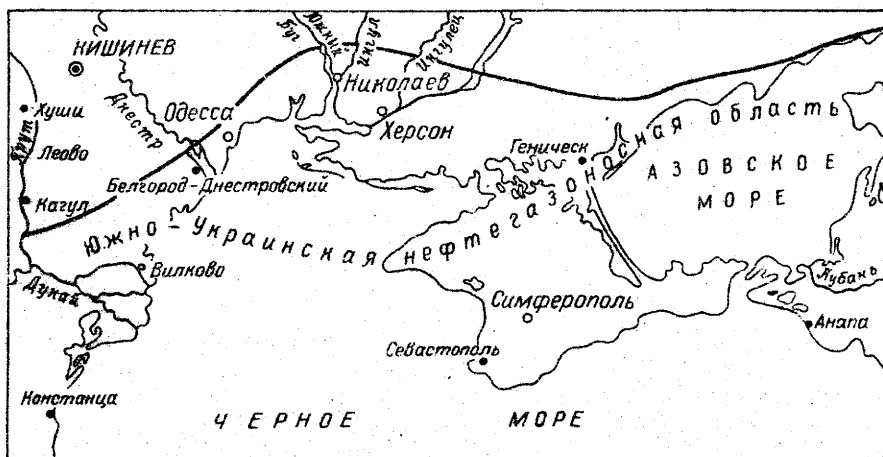 КИШИНЕВ
Хуши
Прут
Леово
Кагул
Днестр
Одесса
Белгород-Днестровский
Буг
Южный
Ингул
Ингулец
Николаев
Херсон
Геническ
Южно-Украинская нефтегазоносная область
АЗОВСКОЕ
МОРЕ
Вилково
Дунай
Симферополь
Севастополь
Кубань
Анапа
Констанца
ЧЕРНОЕ МОРЕ